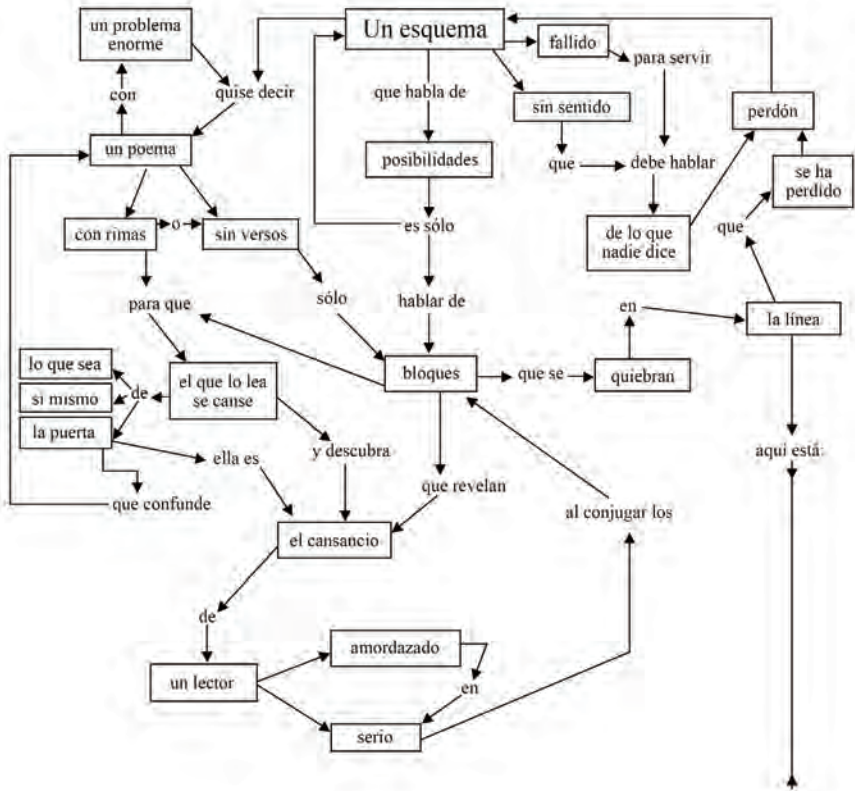 un problema
enorme
Un esquema
fallido
para servir
con
quise decir
que habla de
sin sentido
perdón
un poema
posibilidades
que
debe hablar
se ha
perdido
con rimas
o
sin versos
es sólo
de lo que
nadie dice
que
para que
sólo
hablar de
en
la línea
lo que sea
si mismo
la puerta
de
el que lo lea
se canse
bloques
que se
quiebran
ella es
y descubra
que revelan
aqui está:
que confunde
el cansancio
al conjugar los
de
amordazado
un lector
en
serio